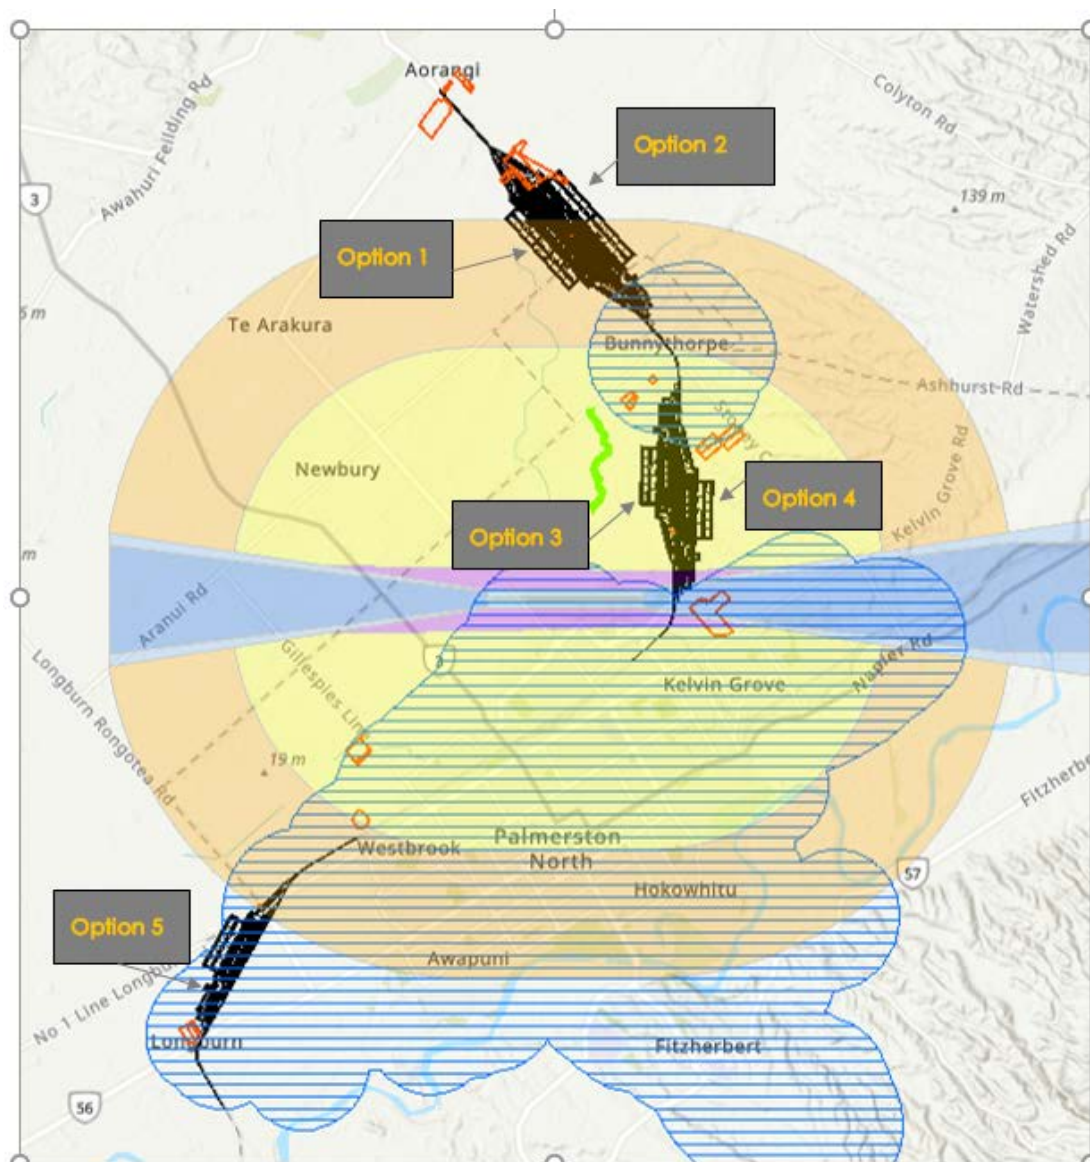 Aorangi
Colyton Rd
Awahuri Feilding Rd
Option 2
3
139 m
Option 1
Watershed Rd
Te Arakura
Bunnythorpe
Ashhurst Rd
Newbury
Kelvin Grove Rd
Option 4
Option 3
m
Aranui Rd
3
Gillespies Line
Napier Rd
Kelvin Grove
Longburn Rongotea Rd
19 m
Palmerston
North
Westbrook
57
Hokowhitu
Option 5
Awapuni
No 1 Line
Longburn
Fitzherbert
56